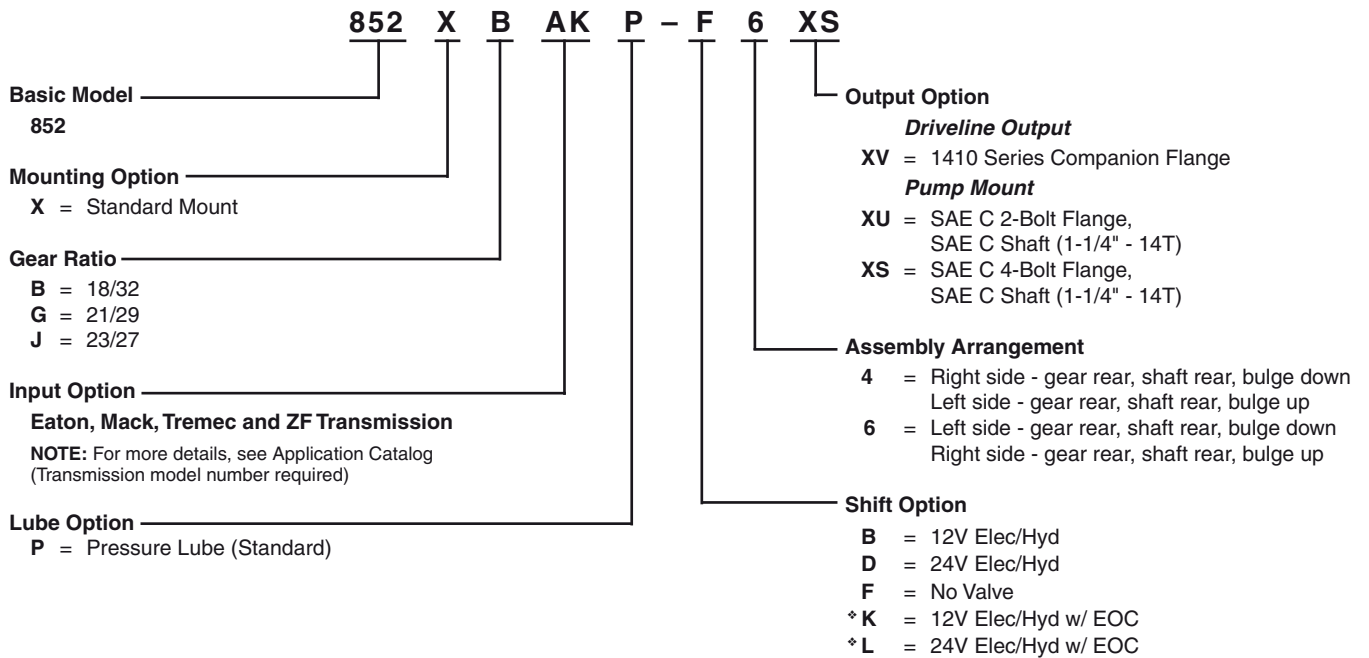 852 X B AK P – F 6 XS
Basic Model
852
Mounting Option
X = Standard Mount
Gear Ratio
B = 18/32
G = 21/29
J = 23/27
Input Option
Eaton, Mack, Tremec and ZF Transmission
NOTE: For more details, see Application Catalog
(Transmission model number required)
Lube Option
P = Pressure Lube (Standard)
Output Option
Driveline Output
XV = 1410 Series Companion Flange
Pump Mount
XU = SAE C 2-Bolt Flange,
SAE C Shaft (1-1/4" - 14T)
XS = SAE C 4-Bolt Flange,
SAE C Shaft (1-1/4" - 14T)
Assembly Arrangement
4 = Right side - gear rear, shaft rear, bulge down
Left side - gear rear, shaft rear, bulge up
6 = Left side - gear rear, shaft rear, bulge down
Right side - gear rear, shaft rear, bulge up
Shift Option
B = 12V Elec/Hyd
D = 24V Elec/Hyd
F = No Valve
❖ K = 12V Elec/Hyd w/ EOC
❖ L = 24V Elec/Hyd w/ EOC